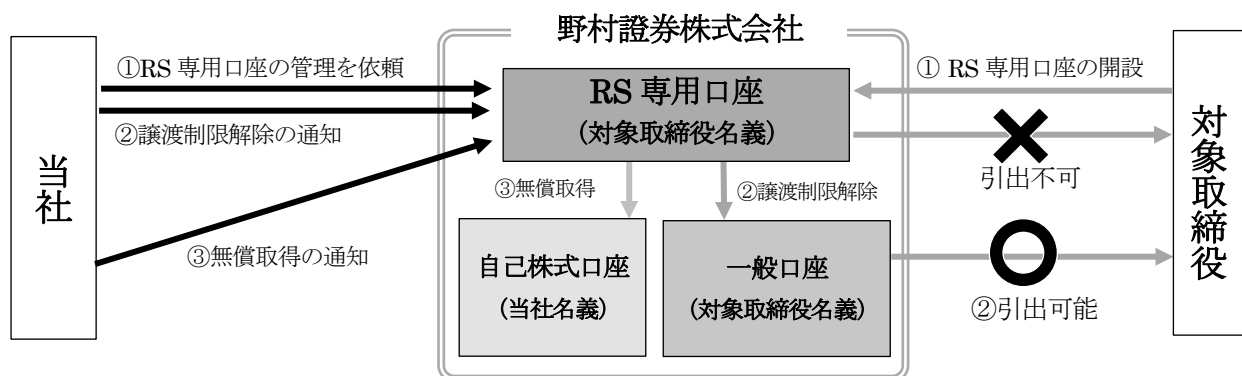 野村證券株式会社
①RS 専用口座の管理を依頼
②譲渡制限解除の通知
③無償取得の通知
当社
RS 専用口座
(対象取締役名義)
③無償取得
②譲渡制限解除
自己株式口座
(当社名義)
一般口座
(対象取締役名義)
① RS 専用口座の開設
引出不可
②引出可能
対象取締役